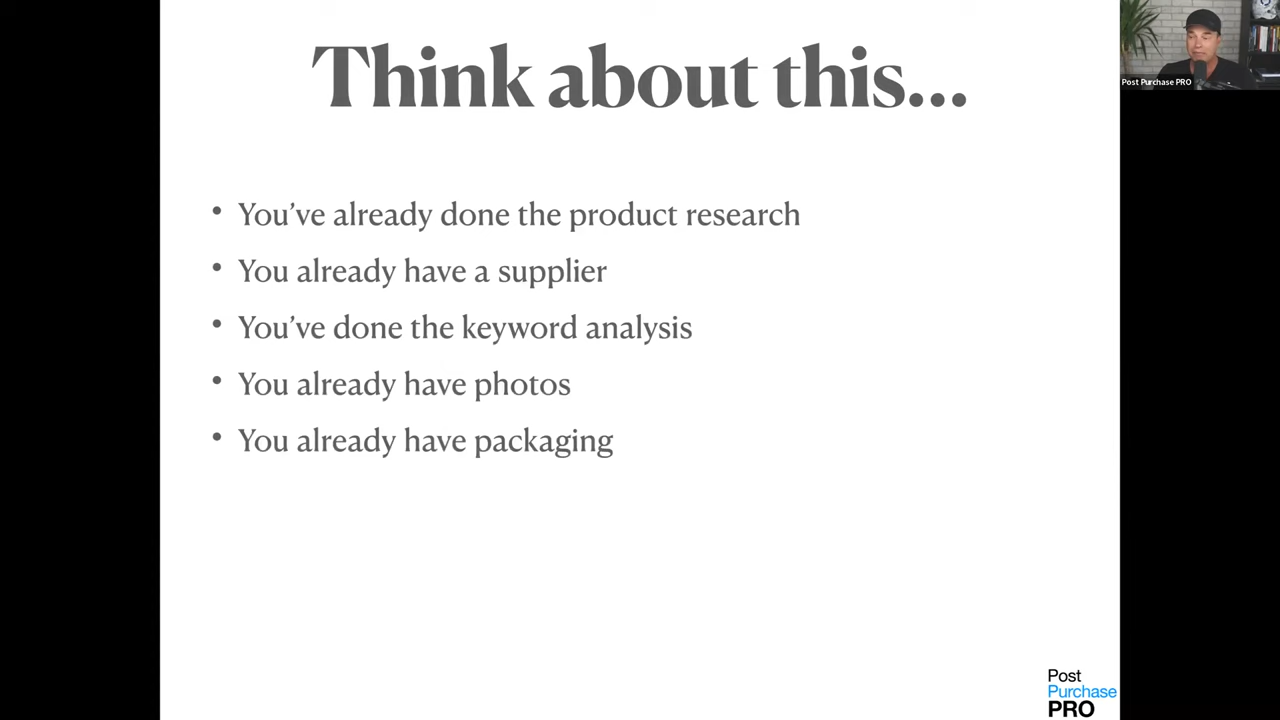 Think about this...
• You’ve already done the product research
• You already have a supplier
• You’ve done the keyword analysis
• You already have photos
• You already have packaging
Post Purchase PRO
Post
Purchase
PRO